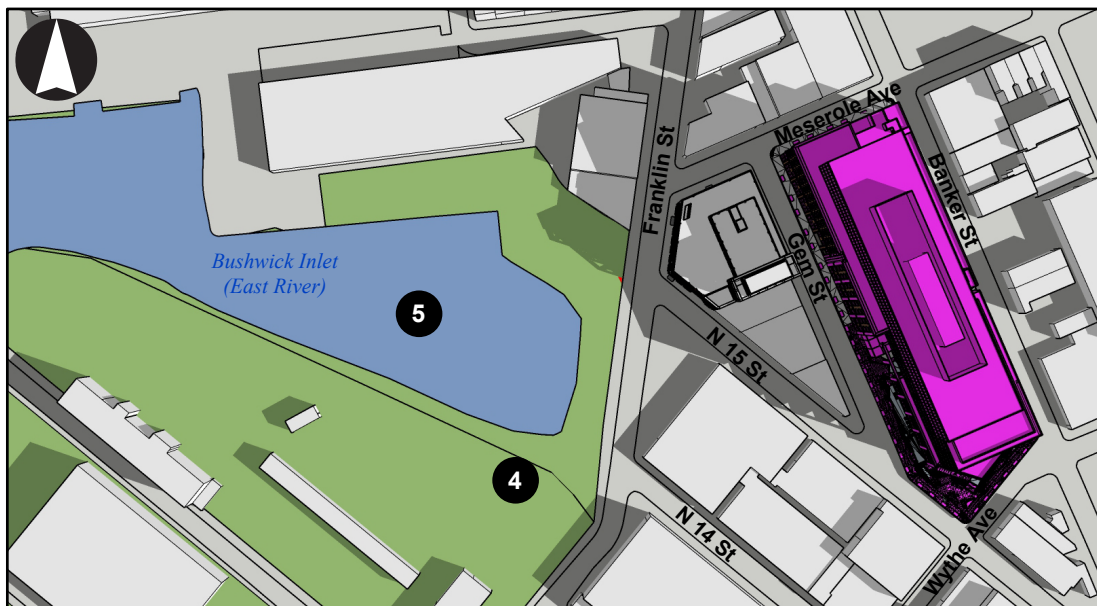 Meserole Ave
Franklin St
Banker St
Gem St
Bushwick Inlet
(East River)
5
N 15 St
4
N 14 St
Wythe Ave